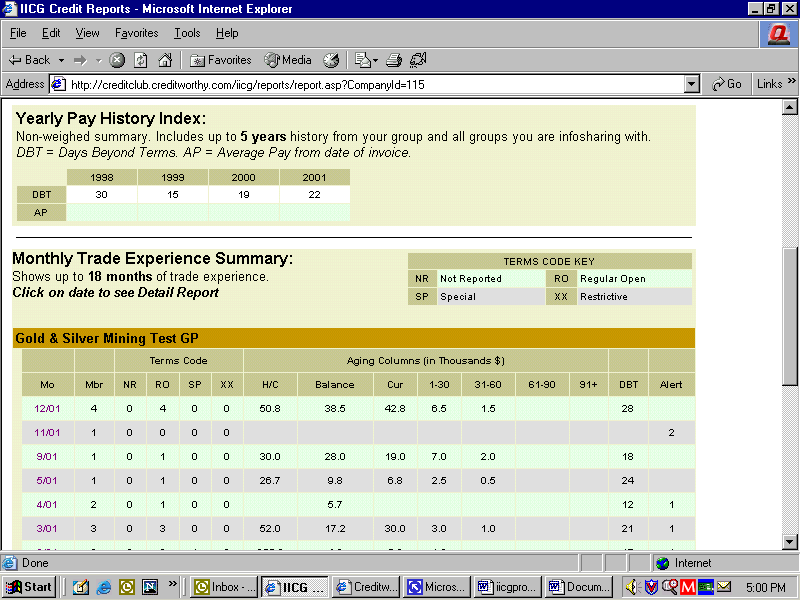 IICG Credit Reports - Microsoft Internet Explorer
File Edit View Favorites Tools Help
Back Favorites Media
Address http://creditclub.creditworthy.com/iicg/reports/report.asp?CompanyId=115 Go Links »
Yearly Pay History Index:
Non-weighed summary. Includes up to 5 years history from your group and all groups you are infosharing with.
DBT = Days Beyond Terms. AP = Average Pay from date of invoice.
1998 1999 2000 2001
DBT 30 15 19 22
AP
Monthly Trade Experience Summary:
Shows up to 18 months of trade experience.
Click on date to see Detail Report
TERMS CODE KEY
NR Not Reported RO Regular Open
SP Special XX Restrictive
Gold & Silver Mining Test GP
Terms Code Aging Columns (in Thousands $)
Mo Mbr NR RO SP XX H/C Balance Cur 1-30 31-60 61-90 91+ DBT Alert
12/01 4 0 4 0 0 50.8 38.5 42.8 6.5 1.5 28
11/01 1 0 0 0 0 2
9/01 1 0 1 0 0 30.0 28.0 19.0 7.0 2.0 18
5/01 1 0 1 0 0 26.7 9.8 6.8 2.5 0.5 24
4/01 2 0 1 0 0 5.7 12 1
3/01 3 0 3 0 0 52.0 17.2 30.0 3.0 1.0 21 1
Done Internet
Start » Inbox - ... IICG ... Creditw... Micros... iicgpro... Docum... 5:00 PM